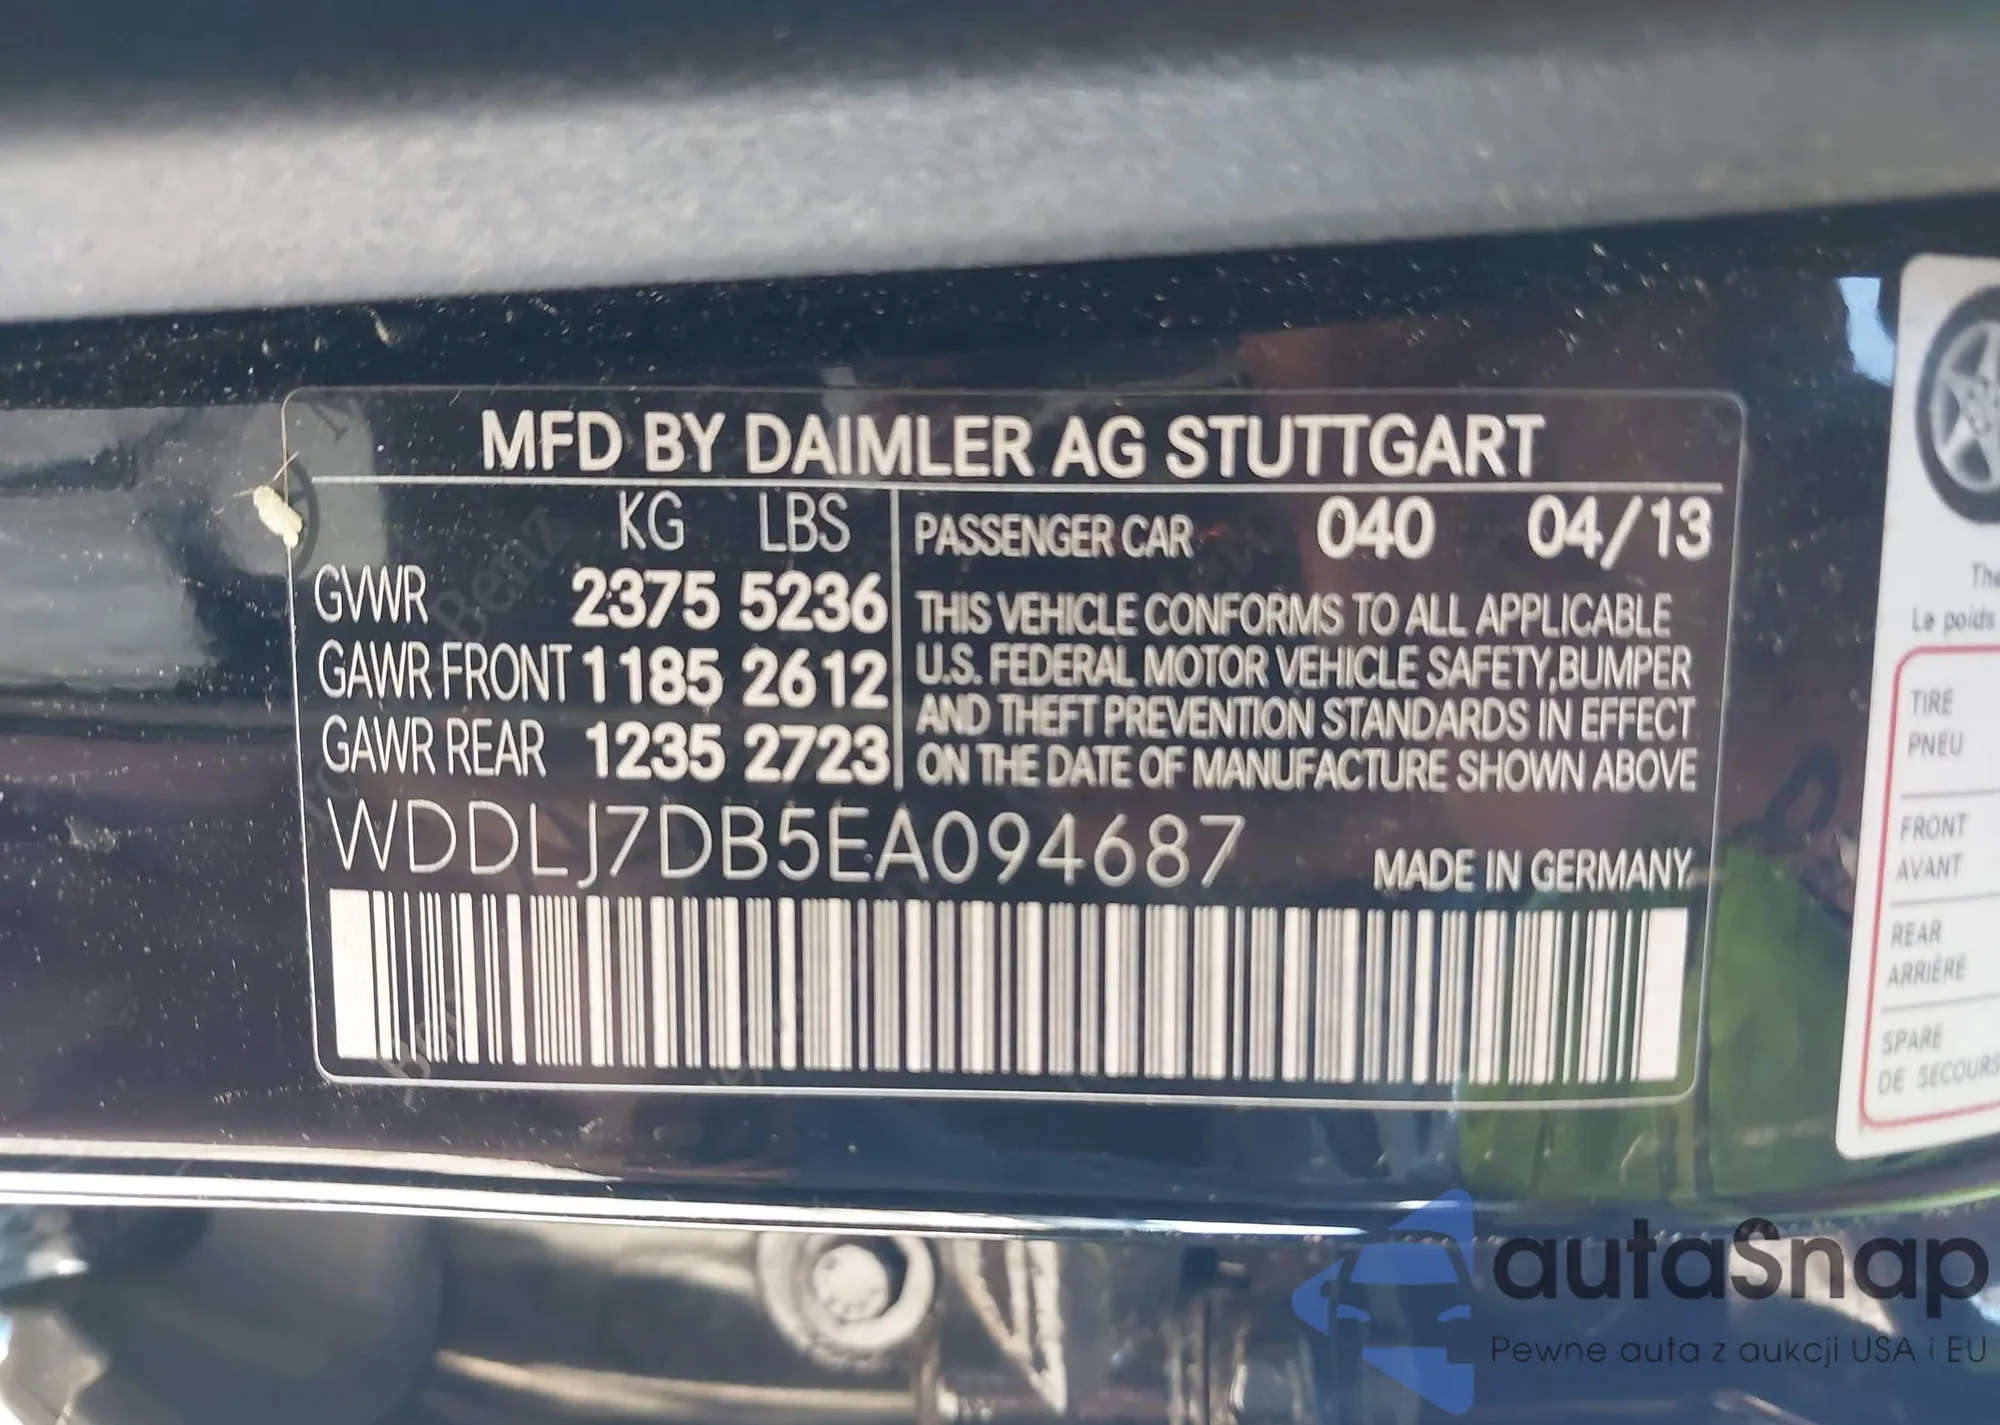 MFD BY DAIMLER AG STUTTGART
KG LBS
GVWR 2375 5236
GAWR FRONT 1185 2612
GAWR REAR 1235 2723
PASSENGER CAR 040 04/13
THIS VEHICLE CONFORMS TO ALL APPLICABLE
U.S. FEDERAL MOTOR VEHICLE SAFETY,BUMPER
AND THEFT PREVENTION STANDARDS IN EFFECT
ON THE DATE OF MANUFACTURE SHOWN ABOVE
WDDLJ7DB5EA094687
MADE IN GERMANY
The
Le poids
TIRE
PNEU
FRONT
AVANT
REAR
ARRIÈRE
SPARE
DE SECOURS
autaSnap
Pewne auta z aukcji USA i EU